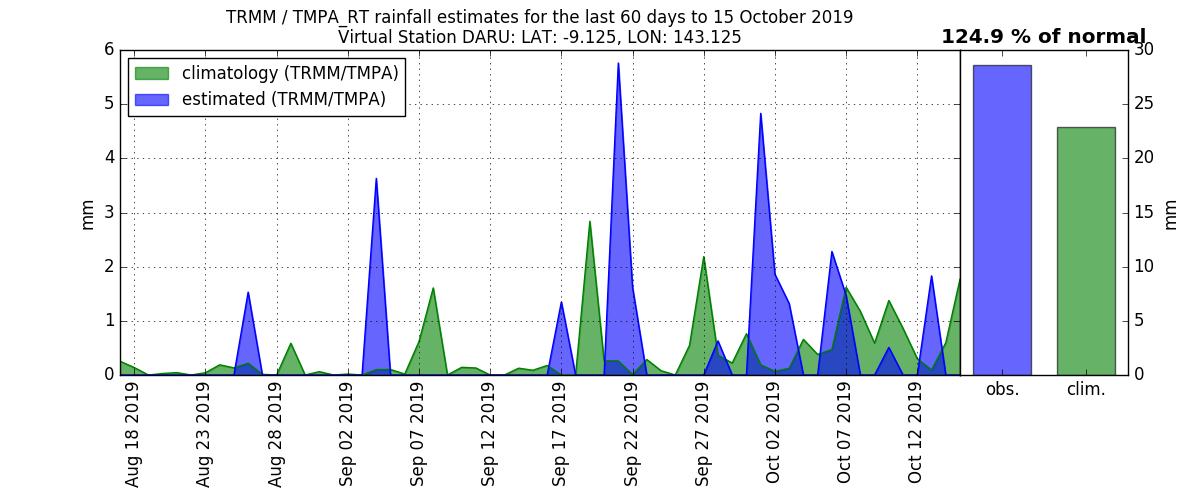 TRMM / TMPA_RT rainfall estimates for the last 60 days to 15 October 2019
Virtual Station DARU: LAT: -9.125, LON: 143.125
124.9 % of normal
climatology (TRMM/TMPA)
estimated (TRMM/TMPA)
6
5
4
3
2
1
0
mm
Aug 18 2019
Aug 23 2019
Aug 28 2019
Sep 02 2019
Sep 07 2019
Sep 12 2019
Sep 17 2019
Sep 22 2019
Sep 27 2019
Oct 02 2019
Oct 07 2019
Oct 12 2019
obs.
clim.
30
25
20
15
10
5
0
mm